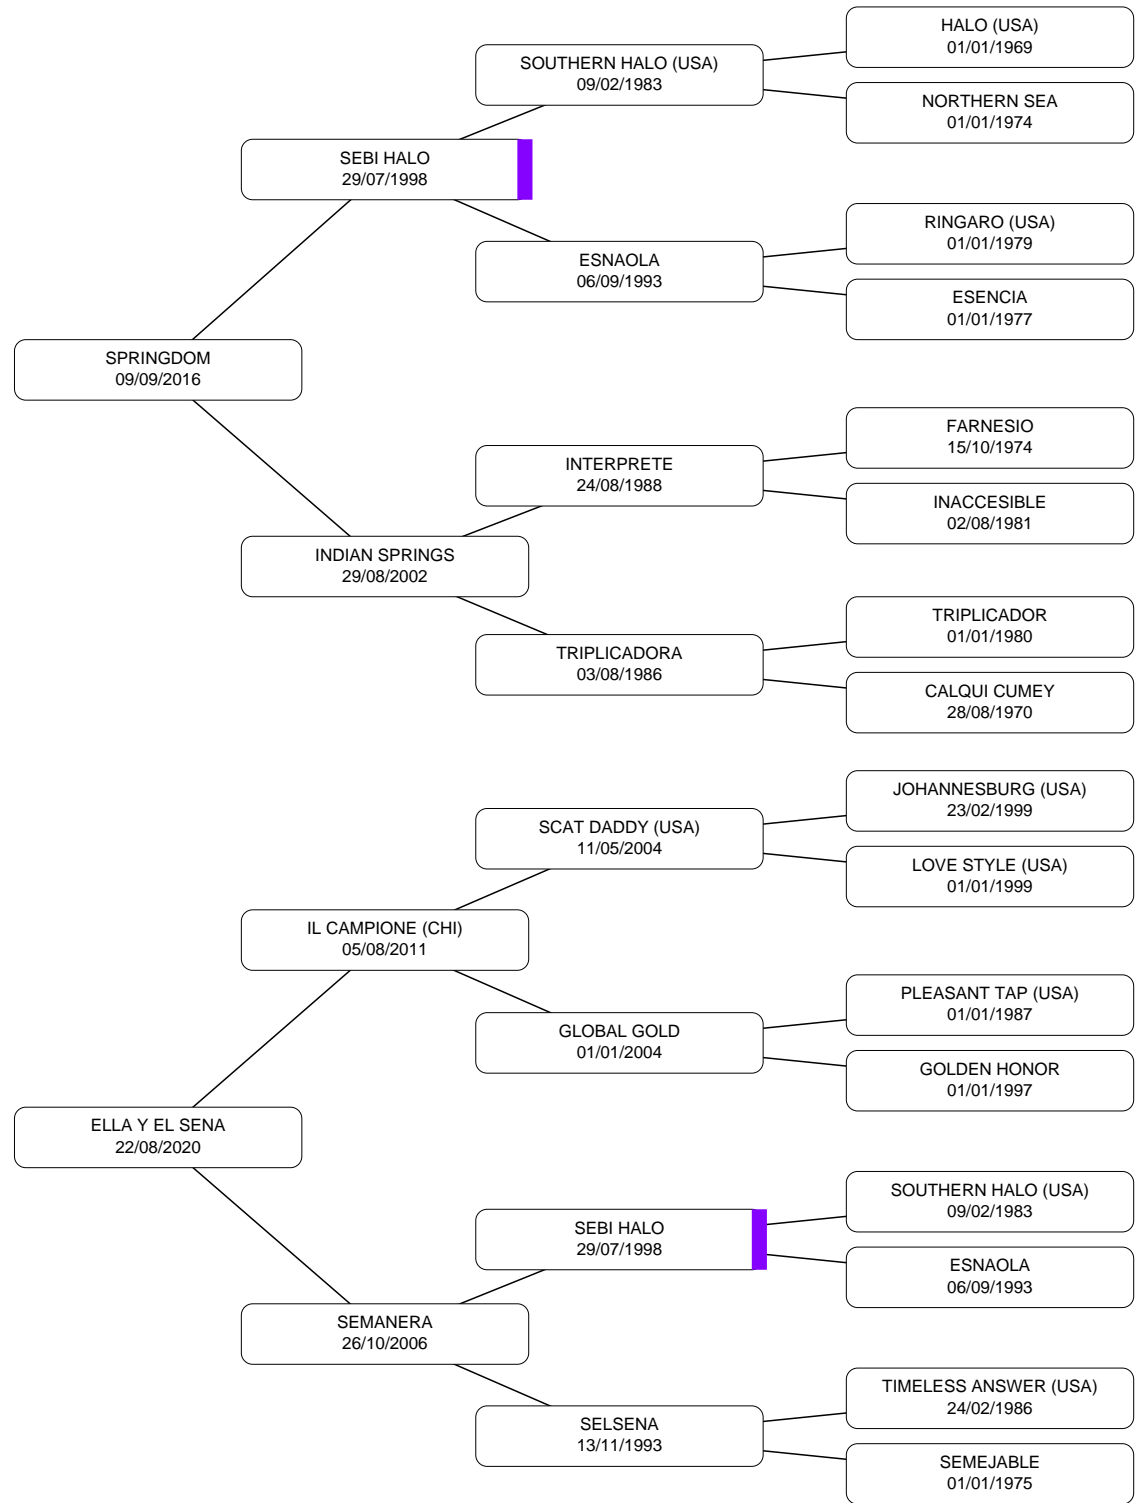 HALO (USA)
01/01/1969
SOUTHERN HALO (USA)
09/02/1983
NORTHERN SEA
01/01/1974
SEBI HALO
29/07/1998
RINGARO (USA)
01/01/1979
ESNAOLA
06/09/1993
ESENCIA
01/01/1977
SPRINGDOM
09/09/2016
FARNESIO
15/10/1974
INTERPRETE
24/08/1988
INACCESIBLE
02/08/1981
INDIAN SPRINGS
29/08/2002
TRIPLICADOR
01/01/1980
TRIPLICADORA
03/08/1986
CALQUI CUMEY
28/08/1970
JOHANNESBURG (USA)
23/02/1999
SCAT DADDY (USA)
11/05/2004
LOVE STYLE (USA)
01/01/1999
IL CAMPIONE (CHI)
05/08/2011
PLEASANT TAP (USA)
01/01/1987
GLOBAL GOLD
01/01/2004
GOLDEN HONOR
01/01/1997
ELLA Y EL SENA
22/08/2020
SOUTHERN HALO (USA)
09/02/1983
SEBI HALO
29/07/1998
ESNAOLA
06/09/1993
SEMANERA
26/10/2006
TIMELESS ANSWER (USA)
24/02/1986
SELSENA
13/11/1993
SEMEJABLE
01/01/1975